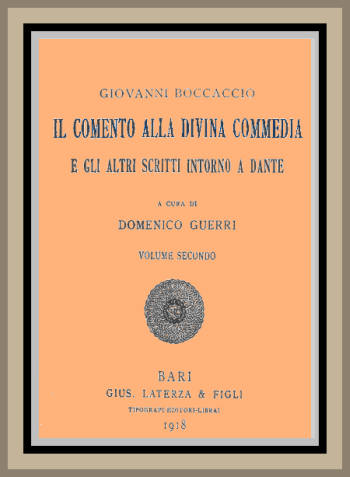 GIOVANNI BOCCACCIO
IL COMENTO ALLA DIVINA COMMEDIA
E GLI ALTRI SCRITTI INTORNO A DANTE
A CURA DI
DOMENICO GUERRI
VOLUME SECONDO
BARI
GIUS. LATERZA & FIGLI
TIPOGRAFI-EDITORI-LIBRAI
1918